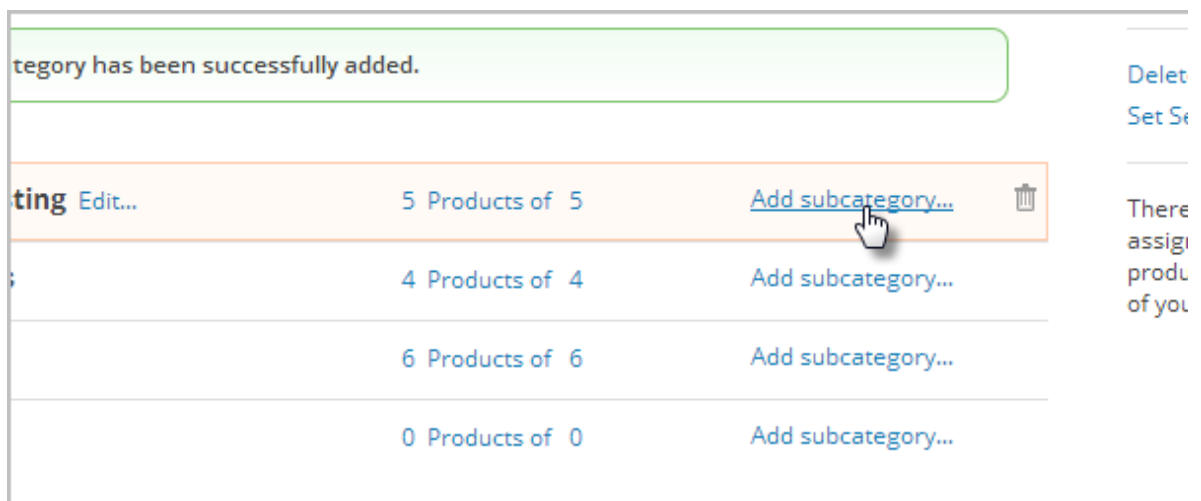 tegory has been successfully added.
Delet
Set Se
ting Edit... 5 Products of 5 Add subcategory...
4 Products of 4 Add subcategory...
6 Products of 6 Add subcategory...
0 Products of 0 Add subcategory...
There
assign
produ
of you